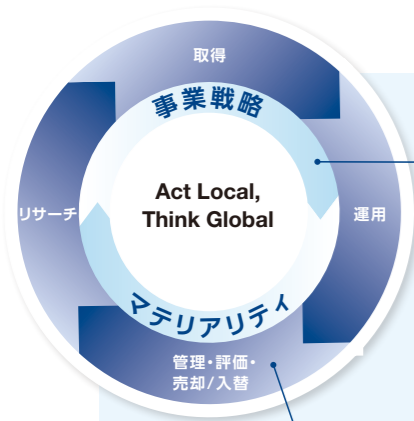 取得
事業戦略
Act Local,
Think Global
リサーチ
運用
マテリアリティ
管理・評価・
売却/入替